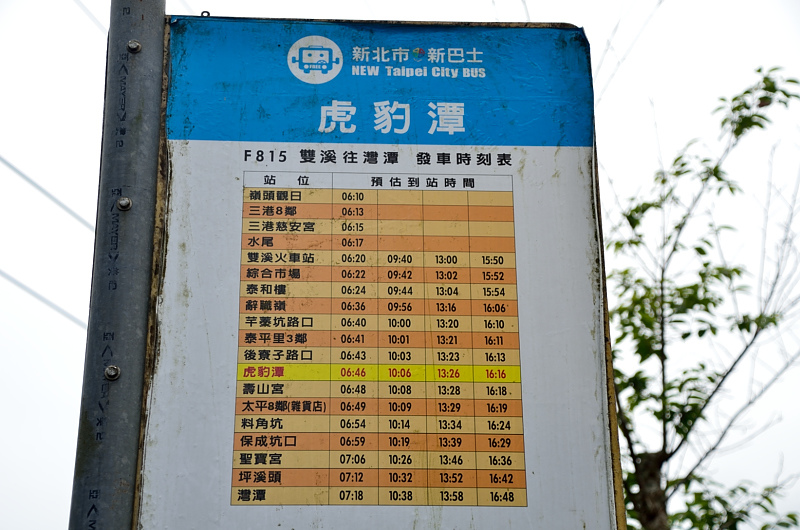 新北市新巴士
FREE
NEW Taipei City BUS
虎豹潭
F815 雙溪往灣潭 發車時刻表
站位 預估到站時間
嶺頭觀日 06:10
三港8鄰 06:13
三港慈安宮 06:15
水尾 06:17
雙溪火車站 06:20 09:40 13:00 15:50
綜合市場 06:22 09:42 13:02 15:52
泰和樓 06:24 09:44 13:04 15:54
辭職嶺 06:36 09:56 13:16 16:06
芊蓁坑路口 06:40 10:00 13:20 16:10
泰平里3鄰 06:41 10:01 13:21 16:11
後寮子路口 06:43 10:03 13:23 16:13
虎豹潭 06:46 10:06 13:26 16:16
壽山宮 06:48 10:08 13:28 16:18
太平8鄰(雜貨店) 06:49 10:09 13:29 16:19
料角坑 06:54 10:14 13:34 16:24
保成坑口 06:59 10:19 13:39 16:29
聖寶宮 07:06 10:26 13:46 16:36
坪溪頭 07:12 10:32 13:52 16:42
灣潭 07:18 10:38 13:58 16:48